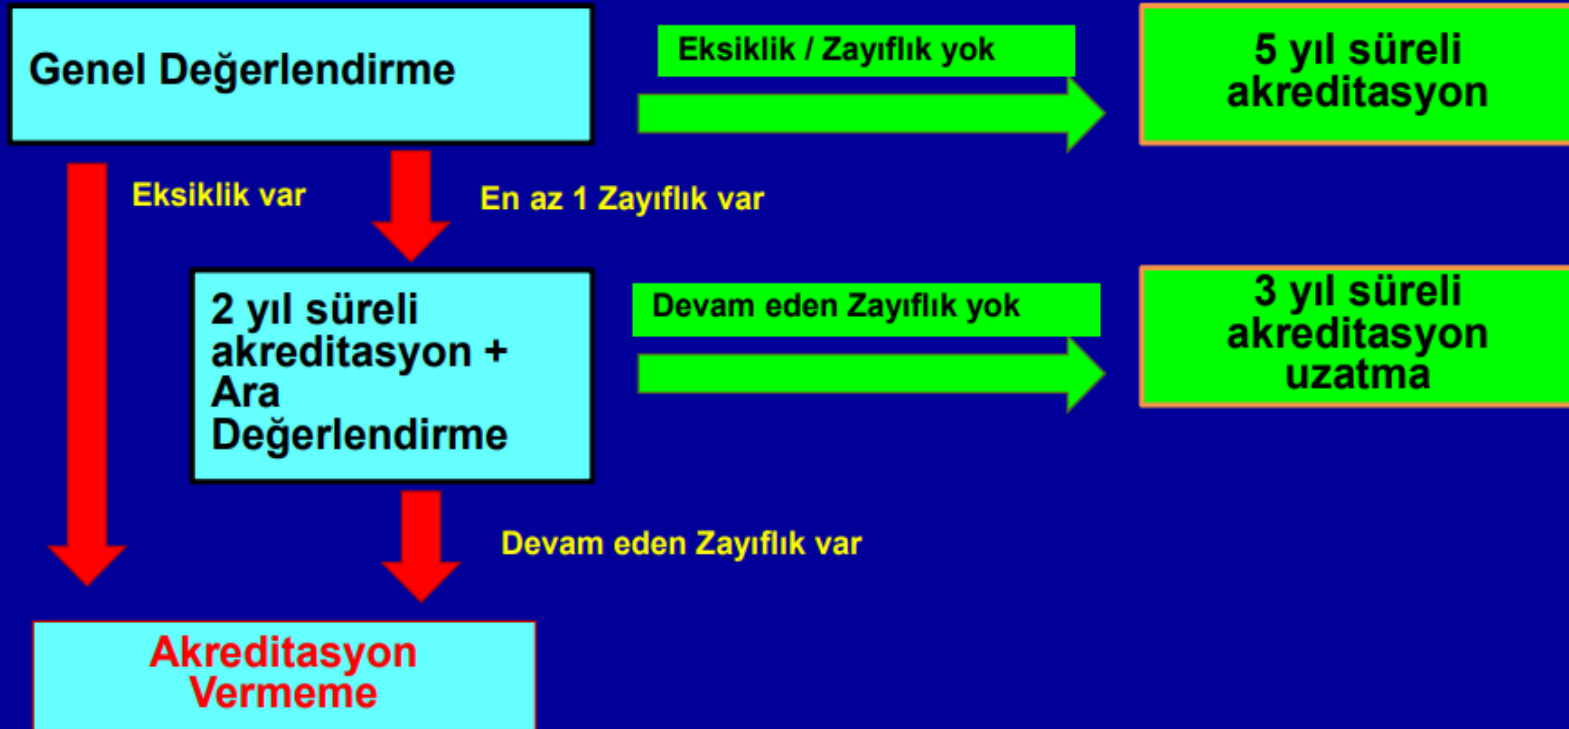 Genel Değerlendirme
Eksiklik / Zayıflık yok
5 yıl süreli
akreditasyon
Eksiklik var
En az 1 Zayıflık var
2 yıl süreli
akreditasyon +
Ara
Değerlendirme
Devam eden Zayıflık yok
3 yıl süreli
akreditasyon
uzatma
Devam eden Zayıflık var
Akreditasyon
Vermeme